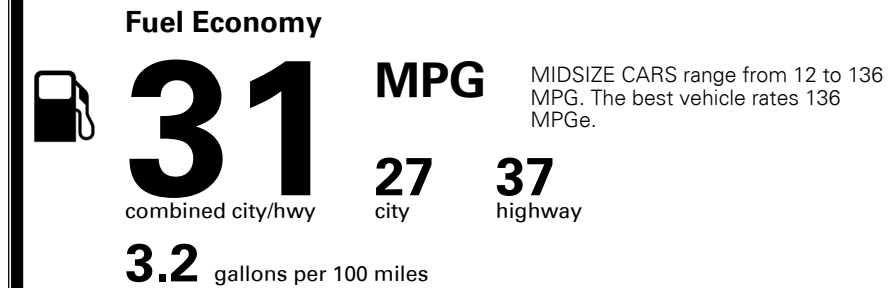 Fuel Economy
31 MPG
MIDSIZE CARS range from 12 to 136
MPG. The best vehicle rates 136
MPGe.
27 37
combined city/hwy city highway
3.2 gallons per 100 miles